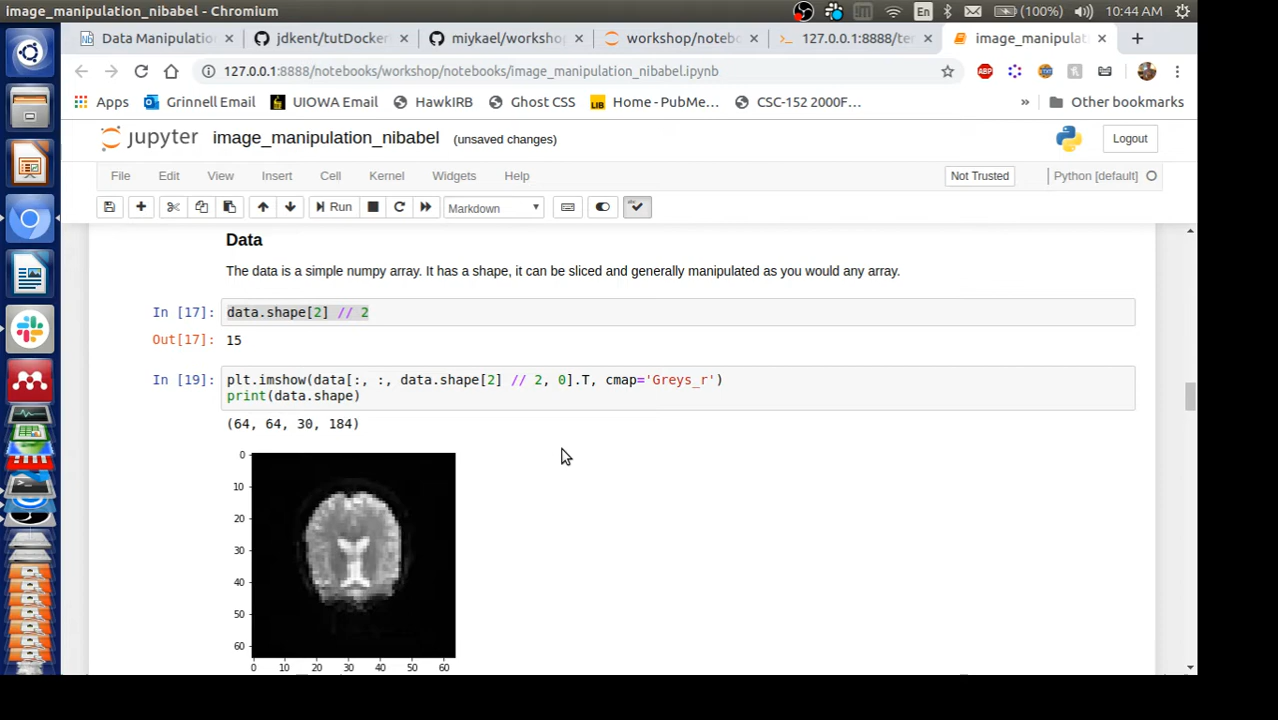 image_manipulation_nibabel - Chromium
En
(100%)
10:44 AM
Nb Data Manipulatio
jdkent/tutDocker
miykael/workshop
workshop/noteb
127.0.0.1:8888/te
image_manipulat
127.0.0.1:8888/notebooks/workshop/notebooks/image_manipulation_nibabel.ipynb
ABP
Apps
Grinnell Email
UIOWA Email
HawkIRB
Ghost CSS
LIB Home - PubMe...
CSC-152 2000F...
»
Other bookmarks
jupyter
image_manipulation_nibabel
(unsaved changes)
Logout
File
Edit
View
Insert
Cell
Kernel
Widgets
Help
Not Trusted
Python [default]
Run
Markdown
Data
The data is a simple numpy array. It has a shape, it can be sliced and generally manipulated as you would any array.
In [17]: data.shape[2] // 2
Out[17]: 15
In [19]: plt.imshow(data[:, :, data.shape[2] // 2, 0].T, cmap='Greys_r')
print(data.shape)
(64, 64, 30, 184)
0
10
20
30
40
50
60
0 10 20 30 40 50 60